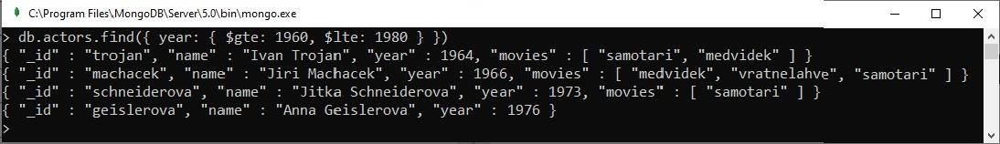 C:\Program Files\MongoDB\Server\5.0\bin\mongo.exe
> db.actors.find({ year: { $gte: 1960, $lte: 1980 } })
{ "_id" : "trojan", "name" : "Ivan Trojan", "year" : 1964, "movies" : [ "samotari", "medvidek" ] }
{ "_id" : "machacek", "name" : "Jiri Machacek", "year" : 1966, "movies" : [ "medvidek", "vratnelahve", "samotari" ] }
{ "_id" : "schneiderova", "name" : "Jitka Schneiderova", "year" : 1973, "movies" : [ "samotari" ] }
{ "_id" : "geislerova", "name" : "Anna Geislerova", "year" : 1976 }
>